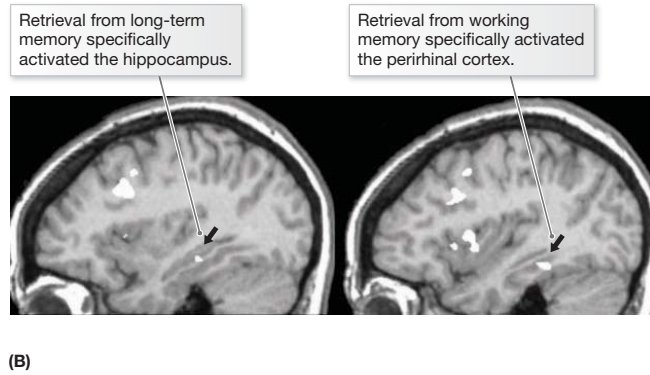 Retrieval from long-term
memory specifically
activated the hippocampus.
Retrieval from working
memory specifically activated
the perirhinal cortex.
(B)